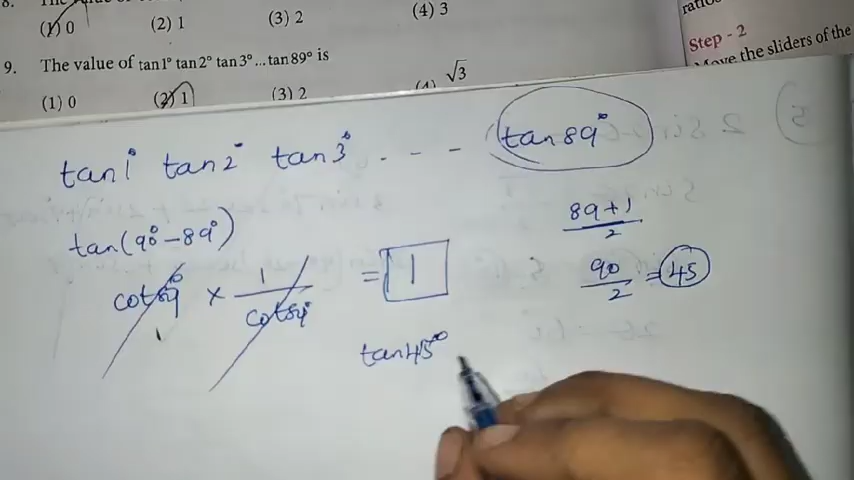 (1) 0 (2) 1 (3) 2 (4) 3
9. The value of tan1° tan2° tan3°...tan89° is
(1) 0 (2) 1 (3) 2 (4) √3
Step - 2
Move the sliders of the
tan1° tan2° tan3° - - - tan89°
tan(90°-89°)
cot89° × 1/cot89° = 1
89+1/2
90/2 = 45
tan45°